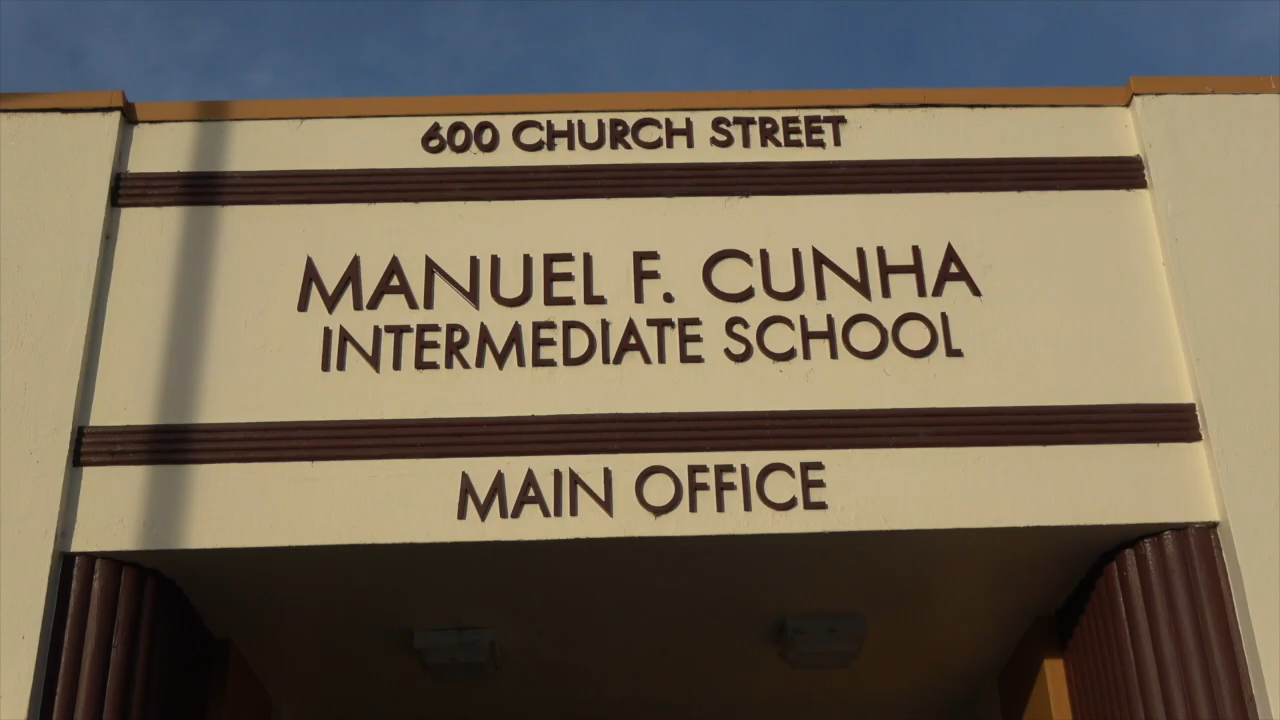 600 CHURCH STREET
MANUEL F. CUNHA
INTERMEDIATE SCHOOL
MAIN OFFICE